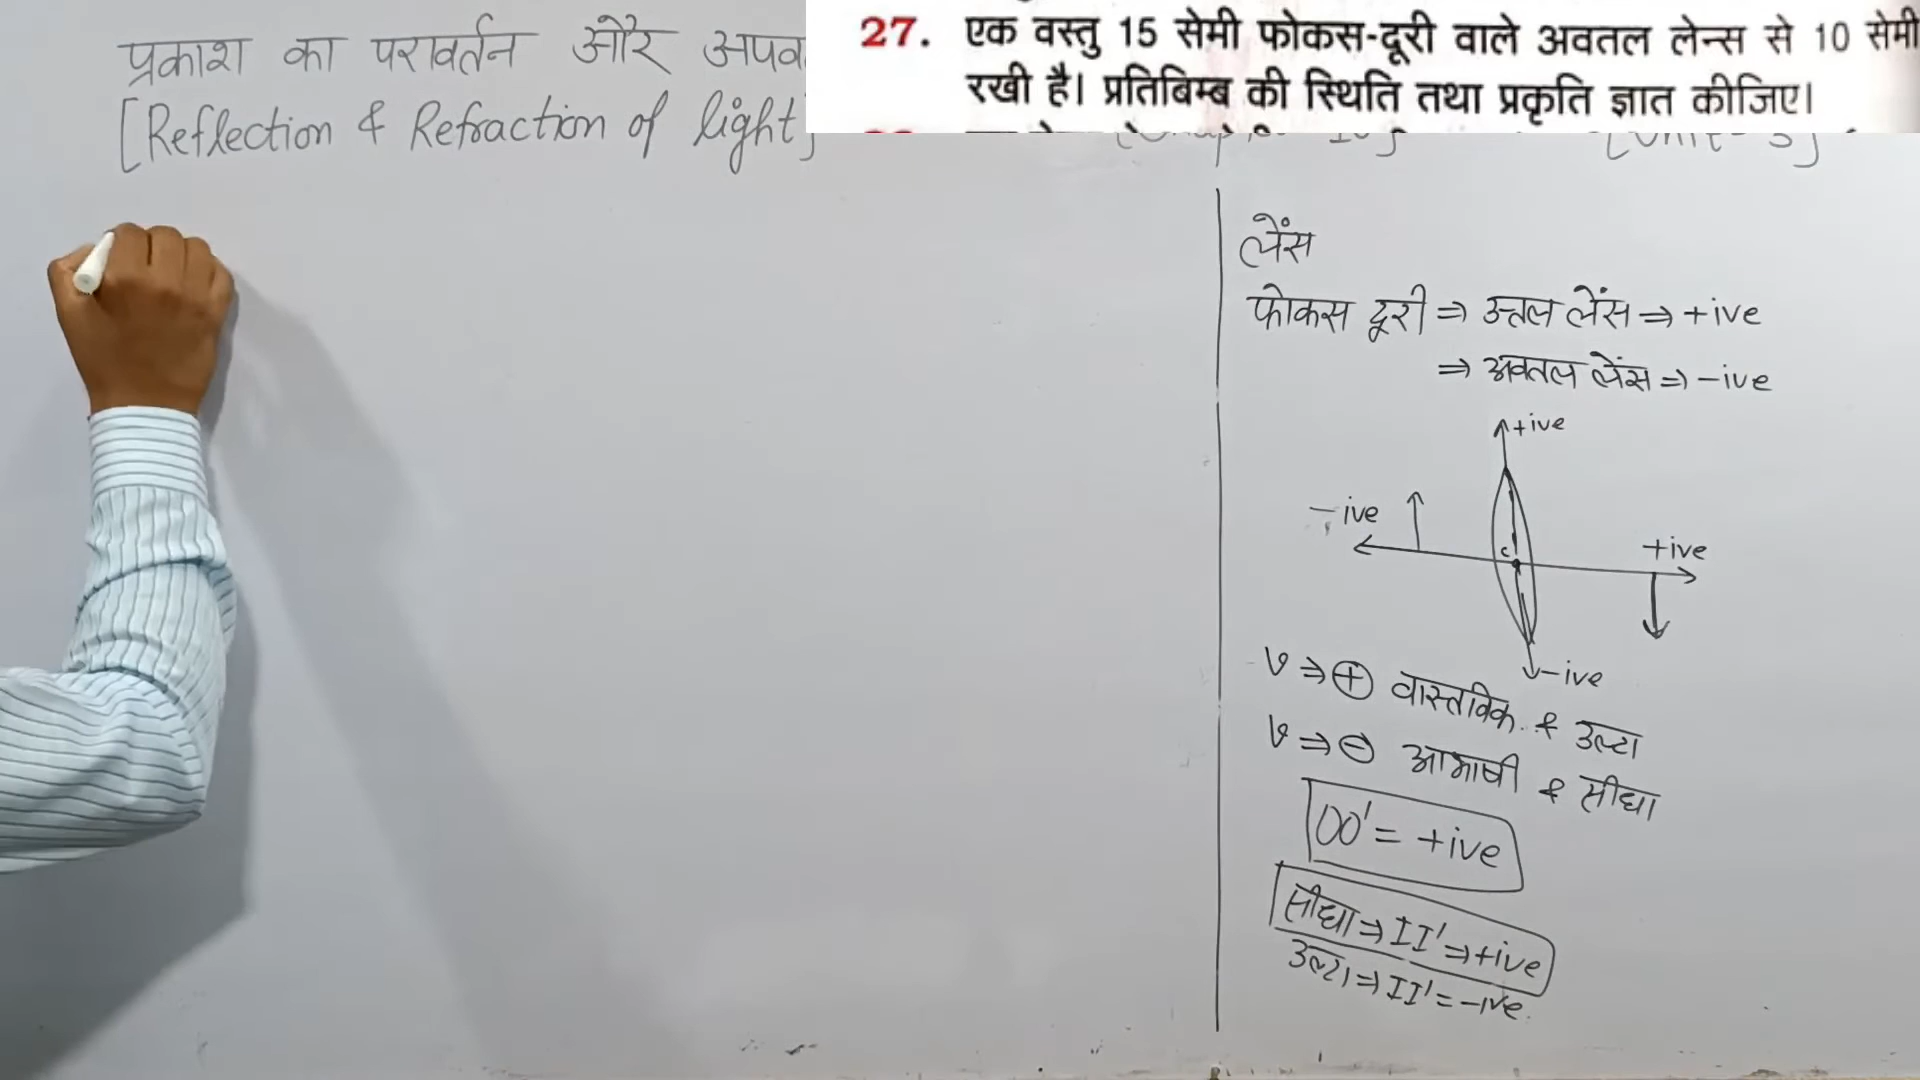 प्रकाश का परावर्तन और अपव
[Reflection & Refraction of light]
27. एक वस्तु 15 सेमी फोकस-दूरी वाले अवतल लेन्स से 10 सेमी
रखी है। प्रतिबिम्ब की स्थिति तथा प्रकृति ज्ञात कीजिए।
लेंस
फोकस दूरी ⇒ उत्तल लेंस ⇒ +ive
⇒ अवतल लेंस ⇒ -ive
+ive
-ive
+ive
c
-ive
v ⇒ ⊕ वास्तविक & उल्टा
v ⇒ ⊖ आभाषी & सीधा
OO' = +ive
सीधा ⇒ II' ⇒ +ive
उल्टा ⇒ II' = -ive.